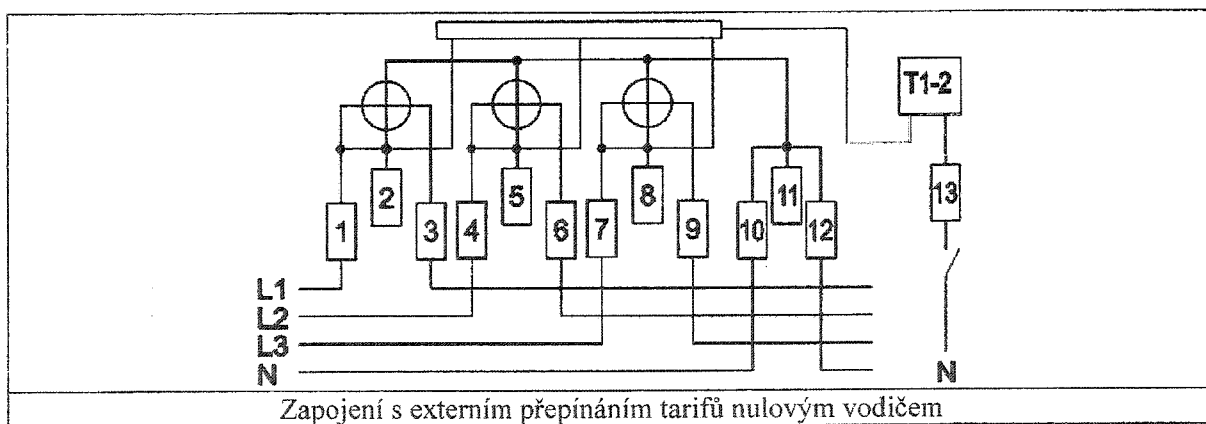 T1-2
2 5 8 11 13
1 3 4 6 7 9 10 12
L1
L2
L3
N N
Zapojení s externím přepínáním tarifů nulovým vodičem